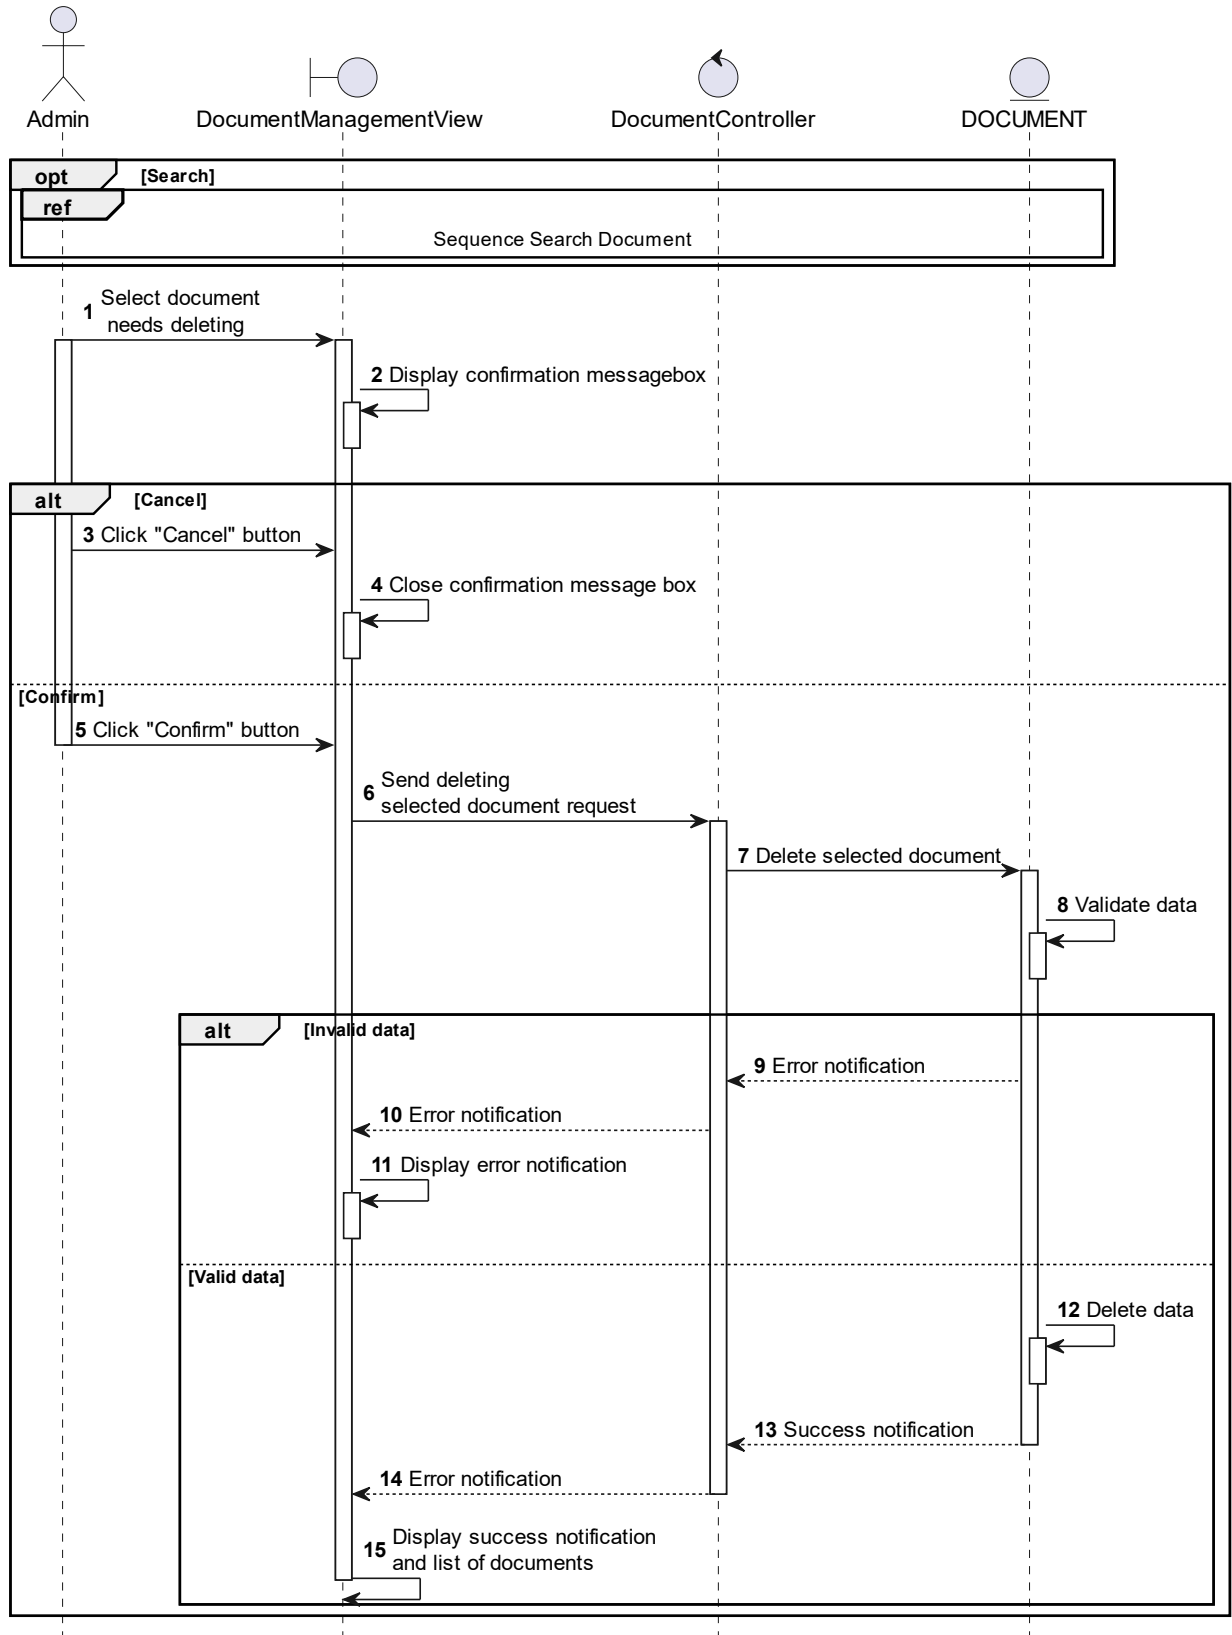 Admin
DocumentManagementView
DocumentController
DOCUMENT
opt
[Search]
ref
Sequence Search Document
1 Select document
needs deleting
2 Display confirmation messagebox
alt
[Cancel]
3 Click "Cancel" button
4 Close confirmation message box
[Confirm]
5 Click "Confirm" button
6 Send deleting
selected document request
7 Delete selected document
8 Validate data
alt
[Invalid data]
9 Error notification
10 Error notification
11 Display error notification
[Valid data]
12 Delete data
13 Success notification
14 Error notification
15 Display success notification
and list of documents